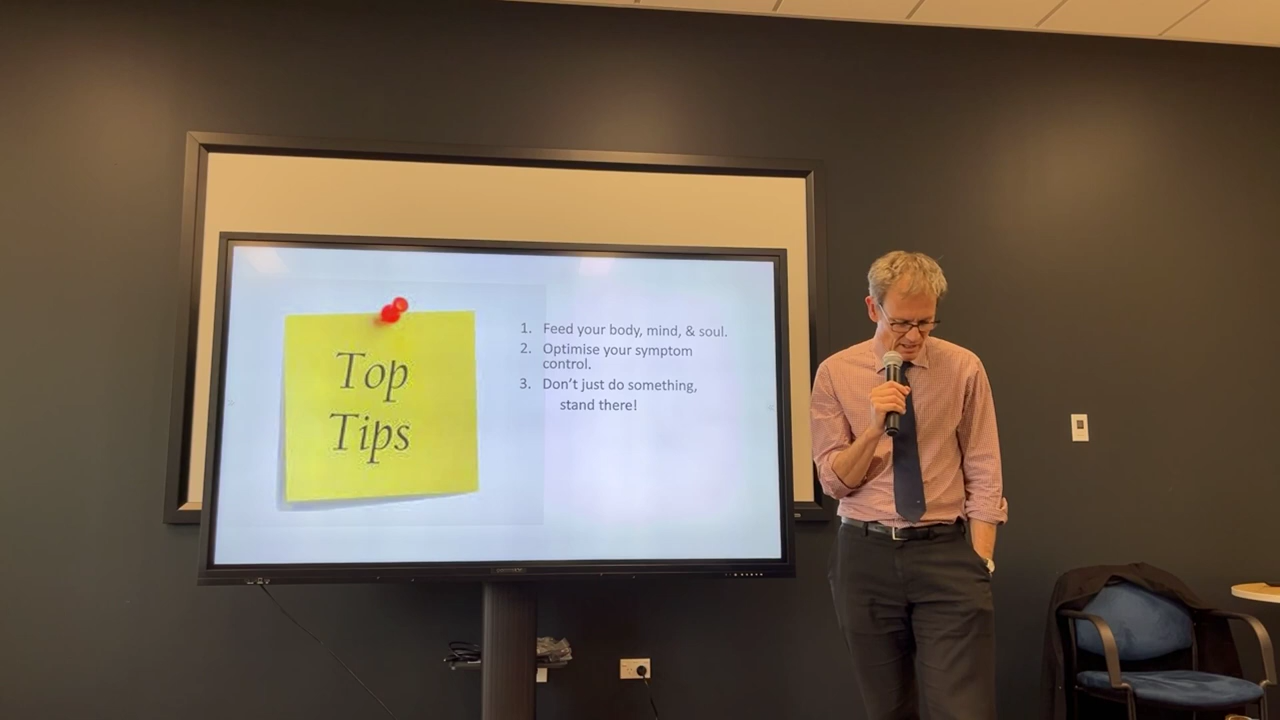 Top
Tips
1. Feed your body, mind, & soul.
2. Optimise your symptom
control.
3. Don't just do something,
stand there!